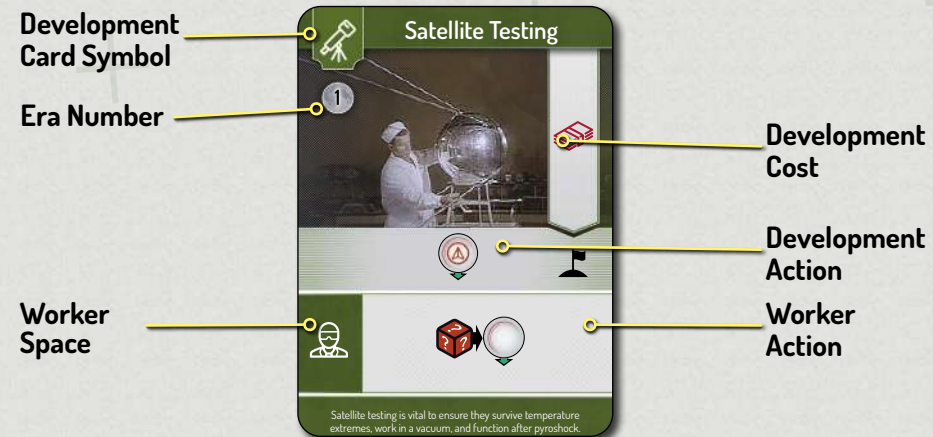 Development
Card Symbol
Satellite Testing
Era Number
1
Development
Cost
Development
Action
Worker
Space
Worker
Action
? ? ?
Satellite testing is vital to ensure they survive temperature
extremes, work in a vacuum, and function after pyroshock.